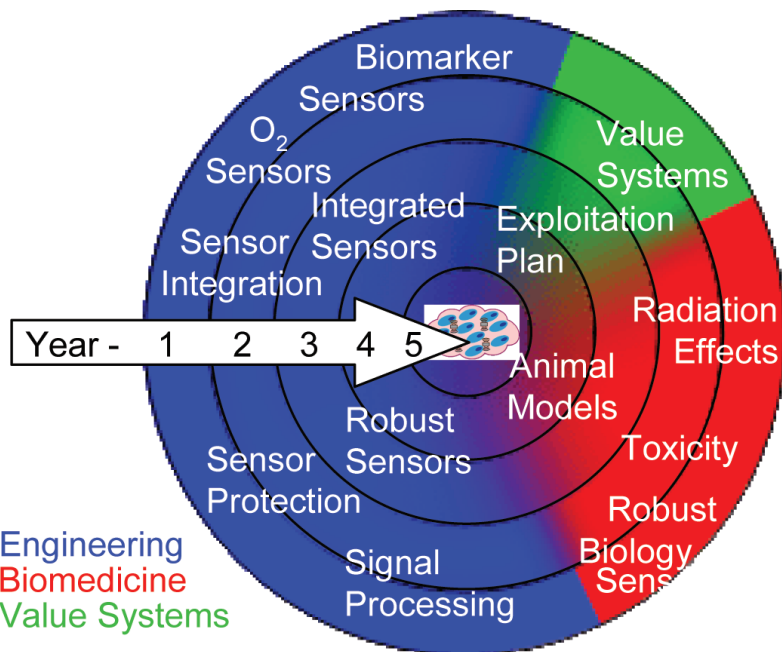 Biomarker
Sensors
O₂
Sensors
Value
Systems
Integrated
Sensors
Exploitation
Plan
Sensor
Integration
Radiation
Effects
Year - 1 2 3 4 5
Animal
Models
Robust
Sensors
Toxicity
Sensor
Protection
Robust
Biology
Sens
Signal
Processing
Engineering
Biomedicine
Value Systems